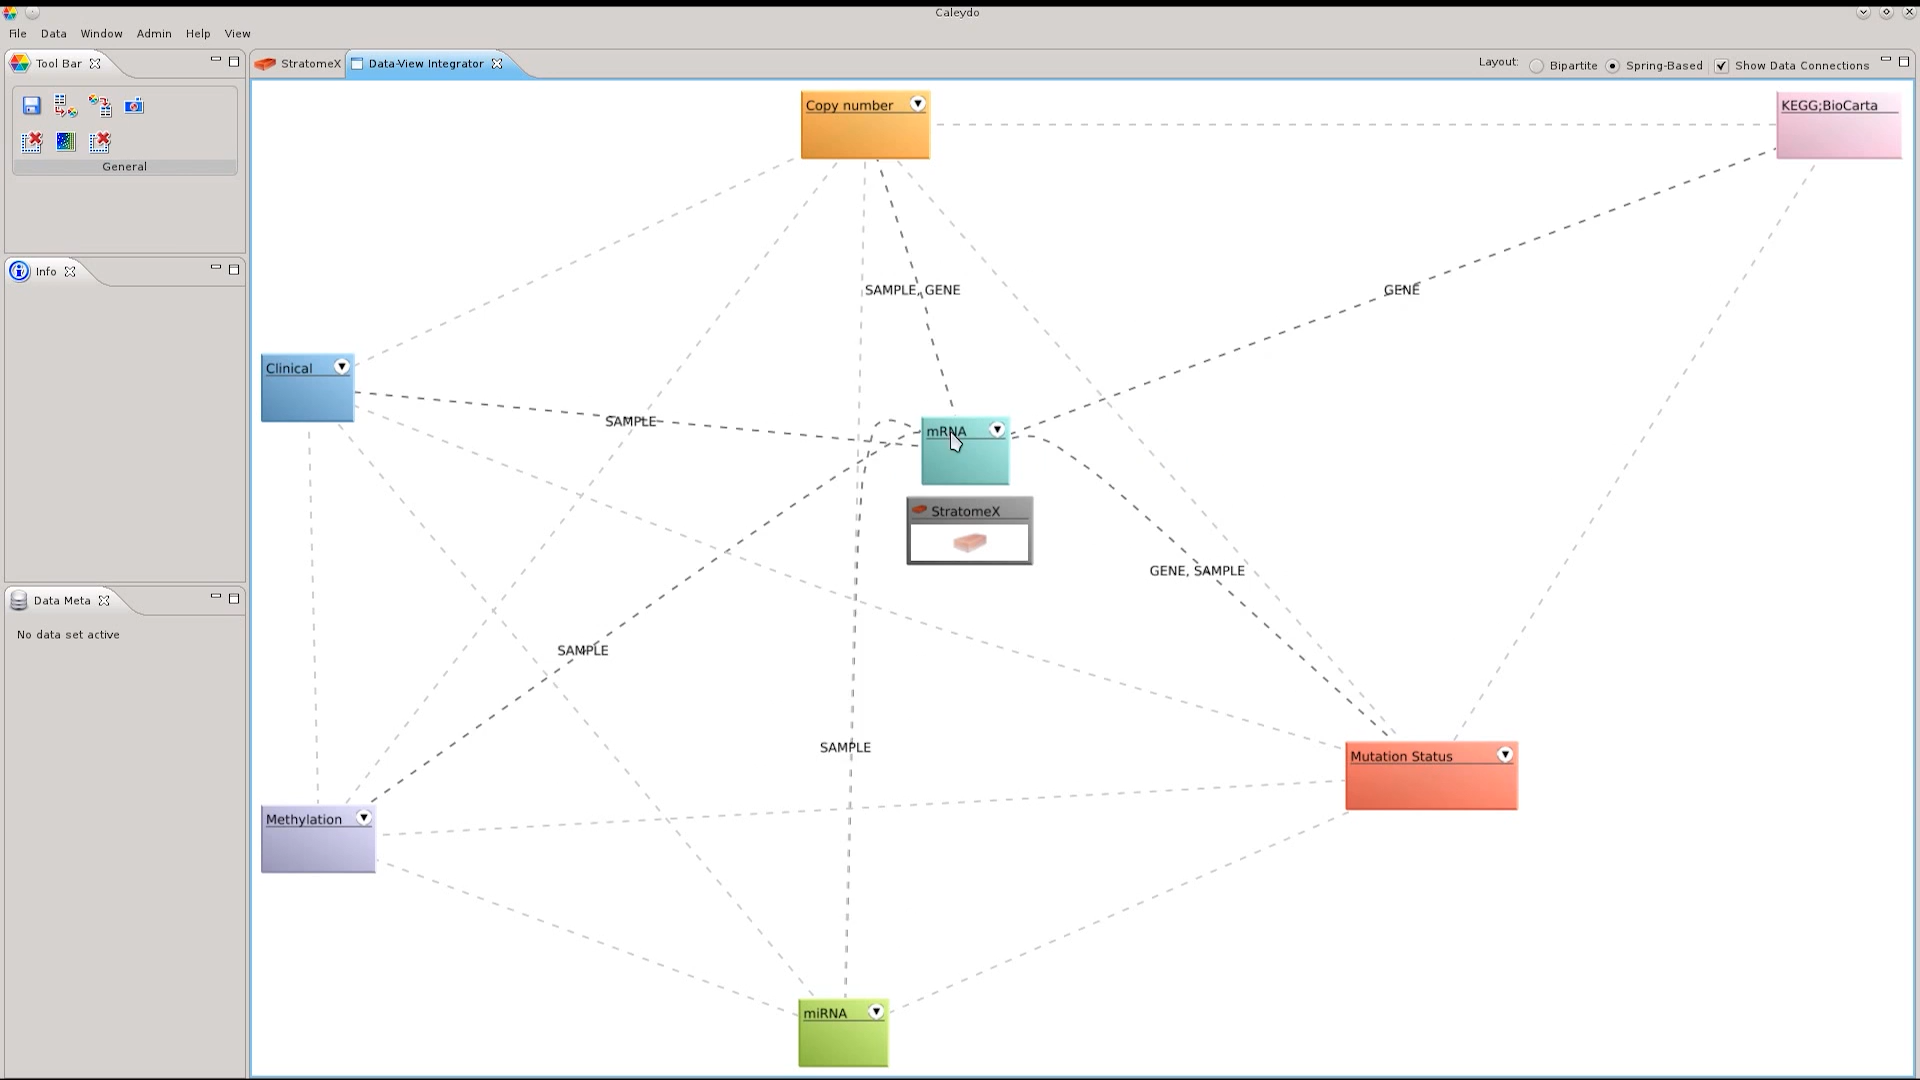 Caleydo
File Data Window Admin Help View
Tool Bar
StratomeX
Data-View Integrator
Layout: Bipartite Spring-Based Show Data Connections
General
Info
Data Meta
No data set active
Copy number
KEGG;BioCarta
SAMPLE, GENE
GENE
Clinical
SAMPLE
mRNA
StratomeX
GENE, SAMPLE
SAMPLE
SAMPLE
Mutation Status
Methylation
miRNA